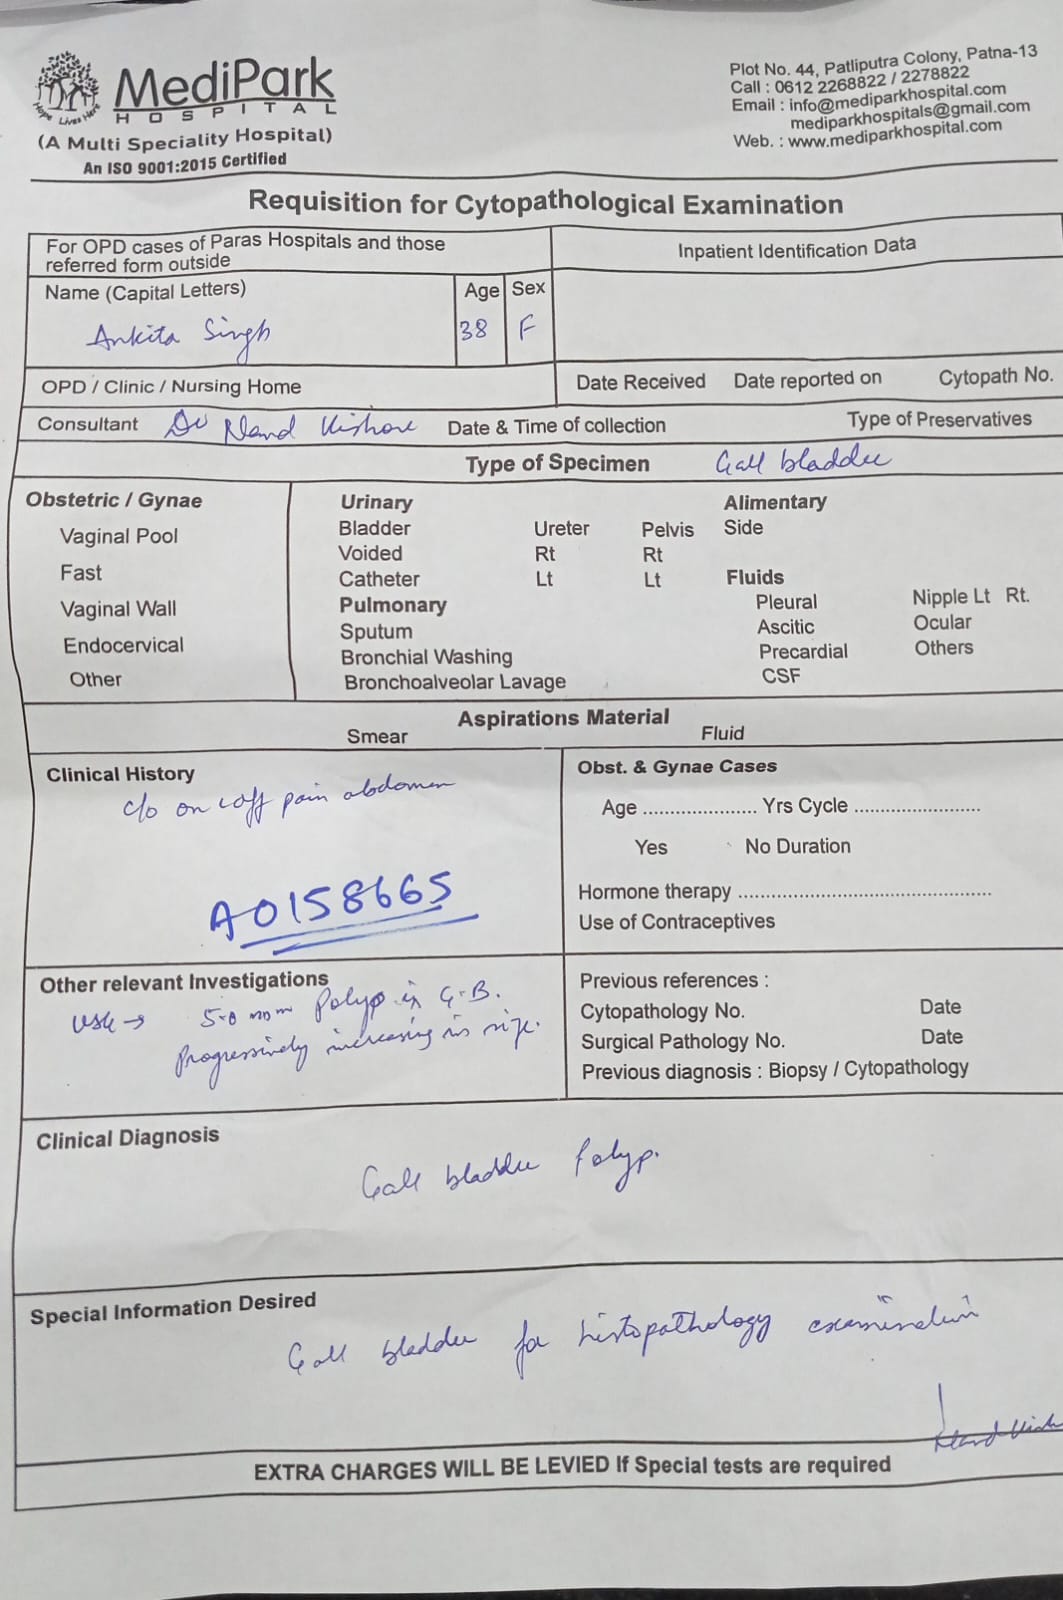 MediPark
HOSPITAL
Hope Lives Here
(A Multi Speciality Hospital)
An ISO 9001:2015 Certified
Plot No. 44, Patliputra Colony, Patna-13
Call : 0612 2268822 / 2278822
Email : info@mediparkhospital.com
mediparkhospitals@gmail.com
Web. : www.mediparkhospital.com
Requisition for Cytopathological Examination
For OPD cases of Paras Hospitals and those
referred form outside
Inpatient Identification Data
Name (Capital Letters) Age Sex
Ankita Singh 38 F
OPD / Clinic / Nursing Home
Date Received Date reported on Cytopath No.
Consultant Dr Nand Kishore Date & Time of collection Type of Preservatives
Type of Specimen Gall bladder
Obstetric / Gynae
Vaginal Pool
Fast
Vaginal Wall
Endocervical
Other
Urinary
Bladder Ureter Pelvis
Voided Rt Rt
Catheter Lt Lt
Pulmonary
Sputum
Bronchial Washing
Bronchoalveolar Lavage
Alimentary
Side
Fluids
Pleural Nipple Lt Rt.
Ascitic Ocular
Precardial Others
CSF
Aspirations Material
Smear Fluid
Clinical History
c/o on & off pain abdomen
A0158665
Obst. & Gynae Cases
Age .................... Yrs Cycle ......................
Yes No Duration
Hormone therapy ............................................
Use of Contraceptives
Other relevant Investigations
USG → 5.0 mm Polyp in G.B.
Progressively increasing in size.
Previous references :
Cytopathology No. Date
Surgical Pathology No. Date
Previous diagnosis : Biopsy / Cytopathology
Clinical Diagnosis
Gall bladder Polyp.
Special Information Desired
Gall bladder for histopathology examination
Nand Kish
EXTRA CHARGES WILL BE LEVIED If Special tests are required